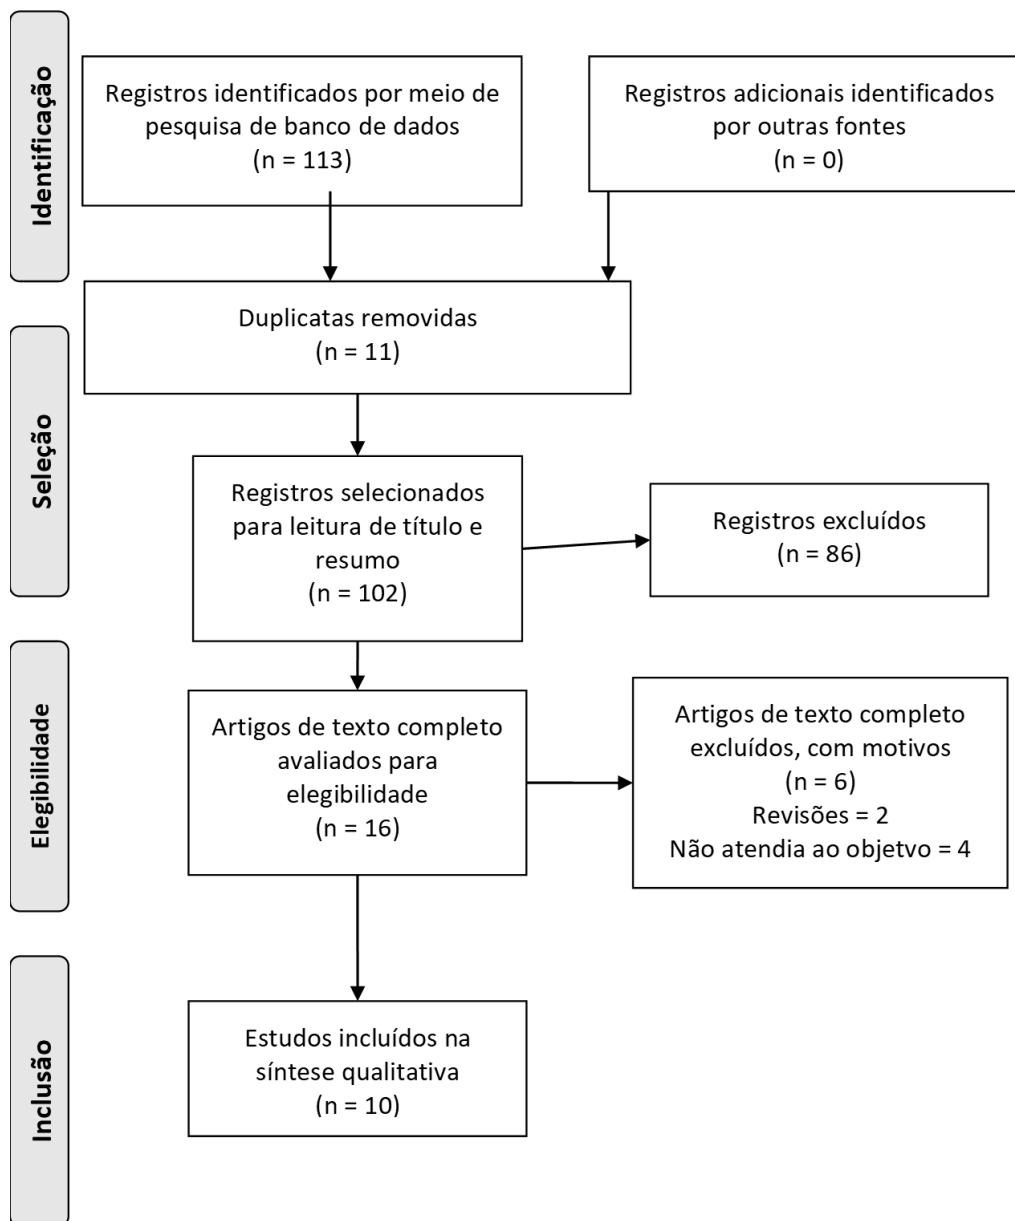 Identificação
Registros identificados por meio de
pesquisa de banco de dados
(n = 113)
Registros adicionais identificados
por outras fontes
(n = 0)
Duplicatas removidas
(n = 11)
Seleção
Registros selecionados
para leitura de título e
resumo
(n = 102)
Registros excluídos
(n = 86)
Elegibilidade
Artigos de texto completo
avaliados para
elegibilidade
(n = 16)
Artigos de texto completo
excluídos, com motivos
(n = 6)
Revisões = 2
Não atendia ao objetvo = 4
Inclusão
Estudos incluídos na
síntese qualitativa
(n = 10)